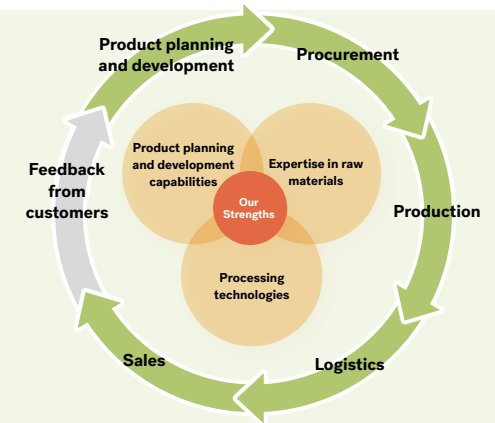 Product planning
and development
Procurement
Production
Logistics
Sales
Feedback
from
customers
Product planning
and development
capabilities
Expertise in raw
materials
Our
Strengths
Processing
technologies